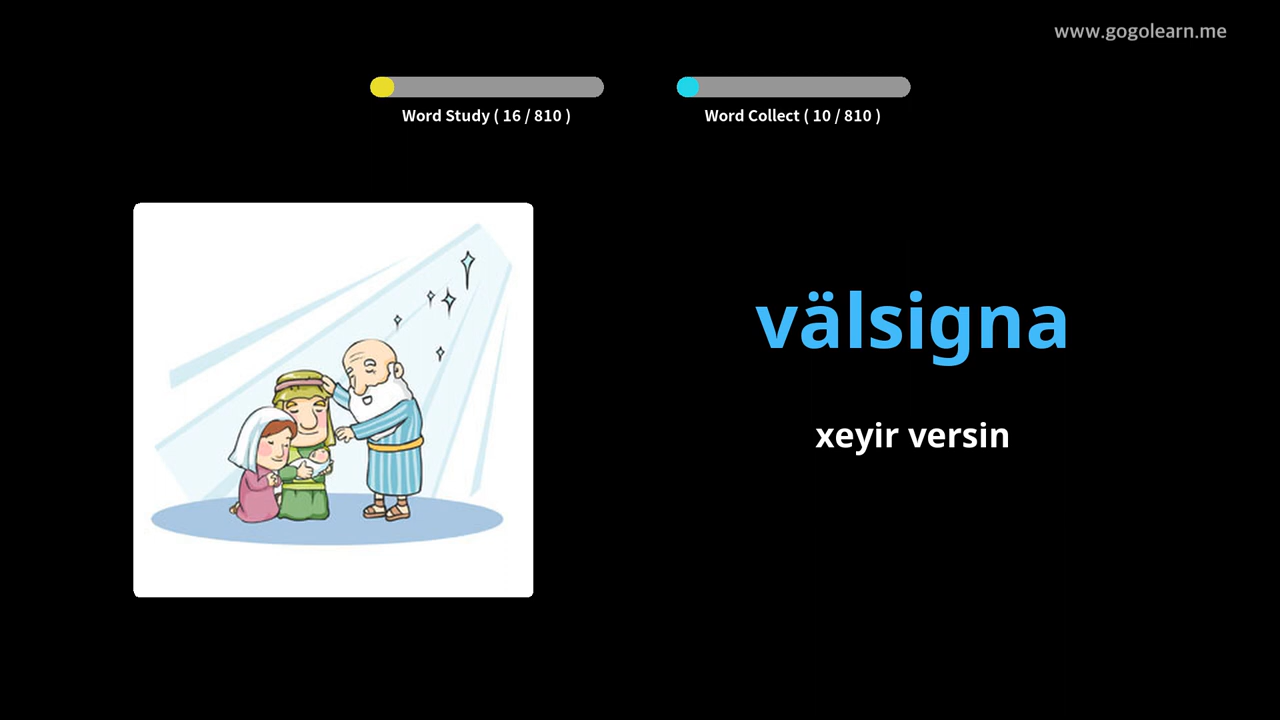 www.gogolearn.me
Word Study ( 16 / 810 )
Word Collect ( 10 / 810 )
välsigna
xeyir versin